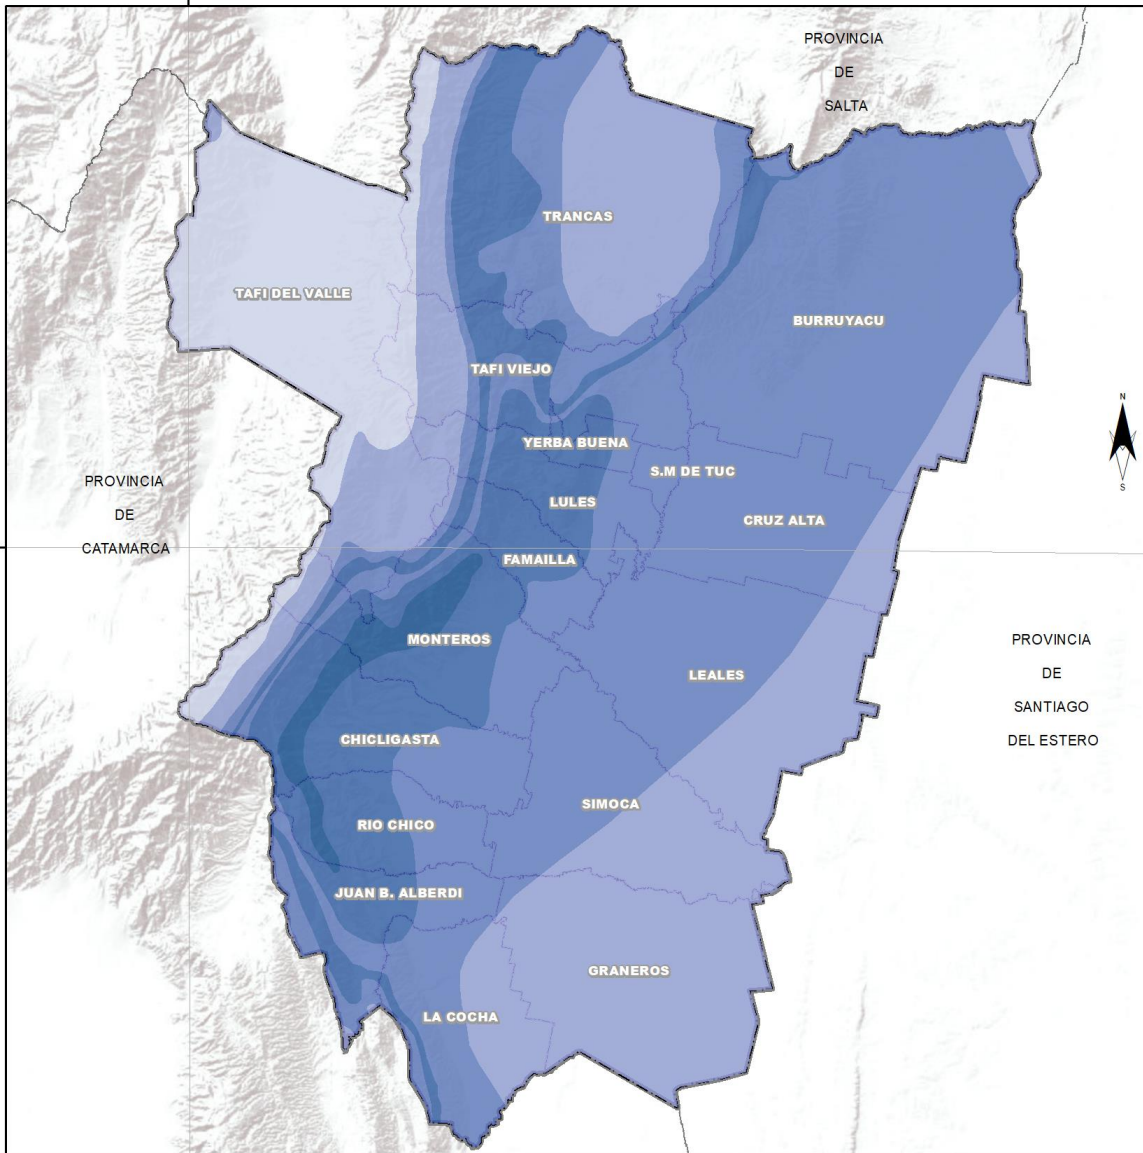 PROVINCIA
DE
SALTA
TRANCAS
TAFI DEL VALLE
BURRUYACU
TAFI VIEJO
N
S
YERBA BUENA
S.M DE TUC
PROVINCIA
DE
CATAMARCA
LULES
CRUZ ALTA
FAMAILLA
MONTEROS
LEALES
PROVINCIA
DE
SANTIAGO
DEL ESTERO
CHICLIGASTA
SIMOCA
RIO CHICO
JUAN B. ALBERDI
GRANEROS
LA COCHA